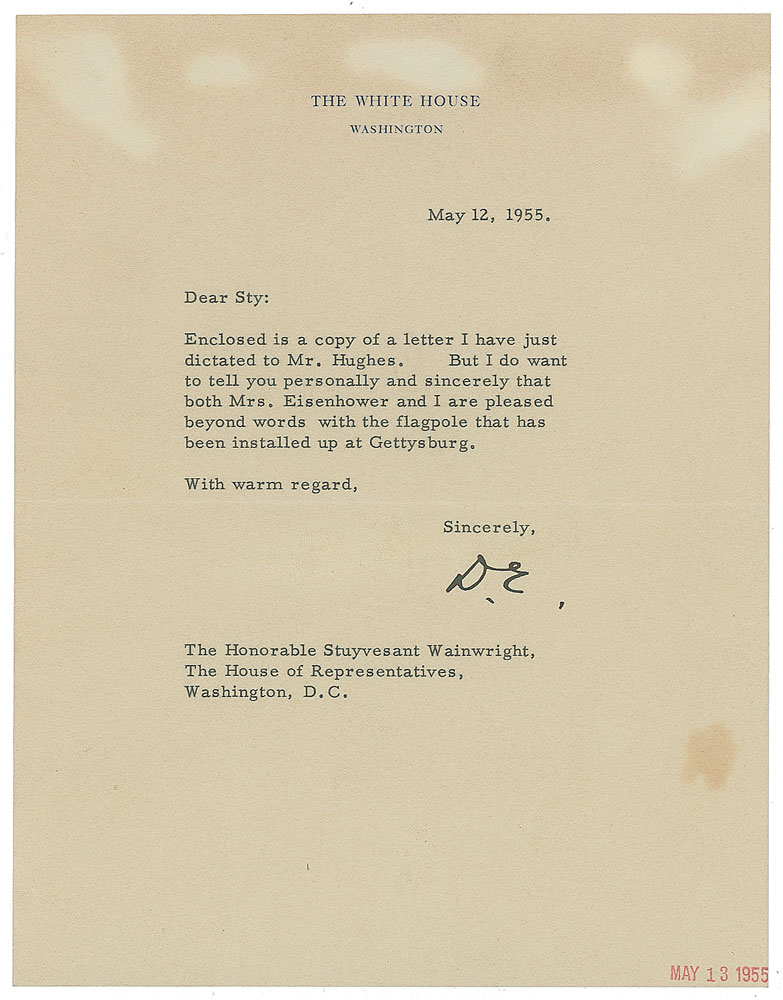 THE WHITE HOUSE
WASHINGTON
May 12, 1955.
Dear Sty:
Enclosed is a copy of a letter I have just
dictated to Mr. Hughes. But I do want
to tell you personally and sincerely that
both Mrs. Eisenhower and I are pleased
beyond words with the flagpole that has
been installed up at Gettysburg.
With warm regard,
Sincerely,
D.E.
The Honorable Stuyvesant Wainwright,
The House of Representatives,
Washington, D.C.
MAY 13 1955